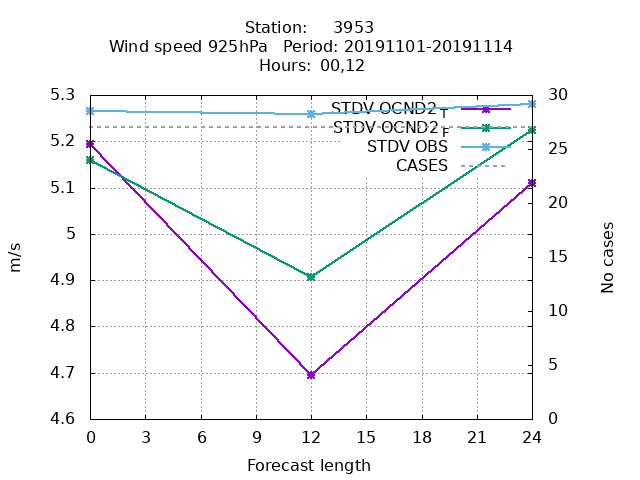 Station: 3953
Wind speed 925hPa Period: 20191101-20191114
Hours: 00,12
5.3
5.2
5.1
5
4.9
4.8
4.7
4.6
m/s
30
25
20
15
10
5
0
No cases
STDV OCND2T
STDV OCND2F
STDV OBS
CASES
0 3 6 9 12 15 18 21 24
Forecast length